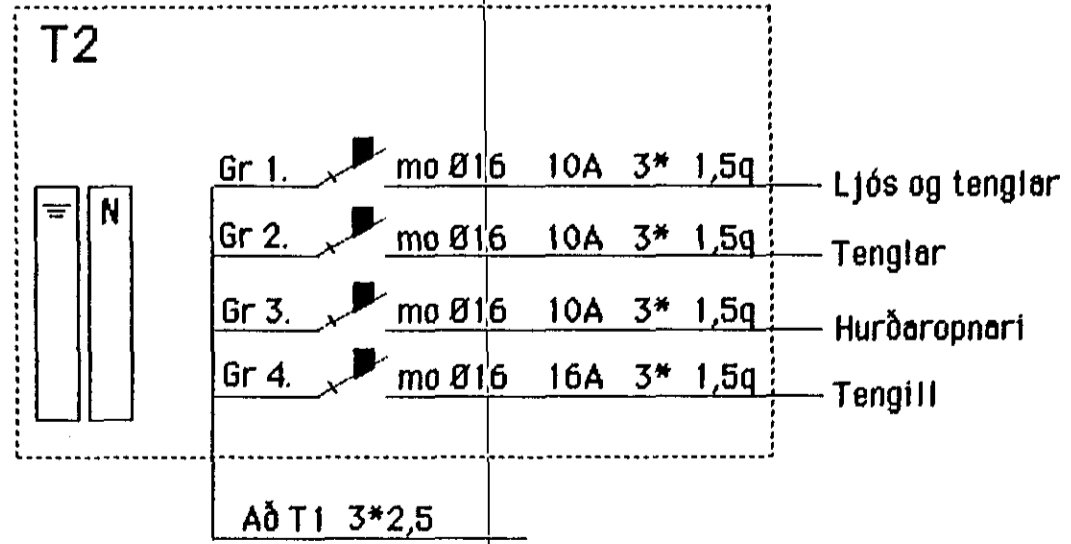 T2
Gr 1. mo Ø16 10A 3* 1,5q Ljós og tenglar
N
Gr 2. mo Ø16 10A 3* 1,5q Tenglar
Gr 3. mo Ø16 10A 3* 1,5q Hurðaropnari
Gr 4. mo Ø16 16A 3* 1,5q Tengill
Að T1 3*2,5